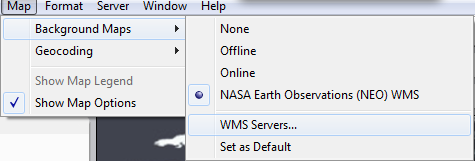 Map Format Server Window Help
Background Maps
Geocoding
Show Map Legend
Show Map Options
None
Offline
Online
NASA Earth Observations (NEO) WMS
WMS Servers...
Set as Default